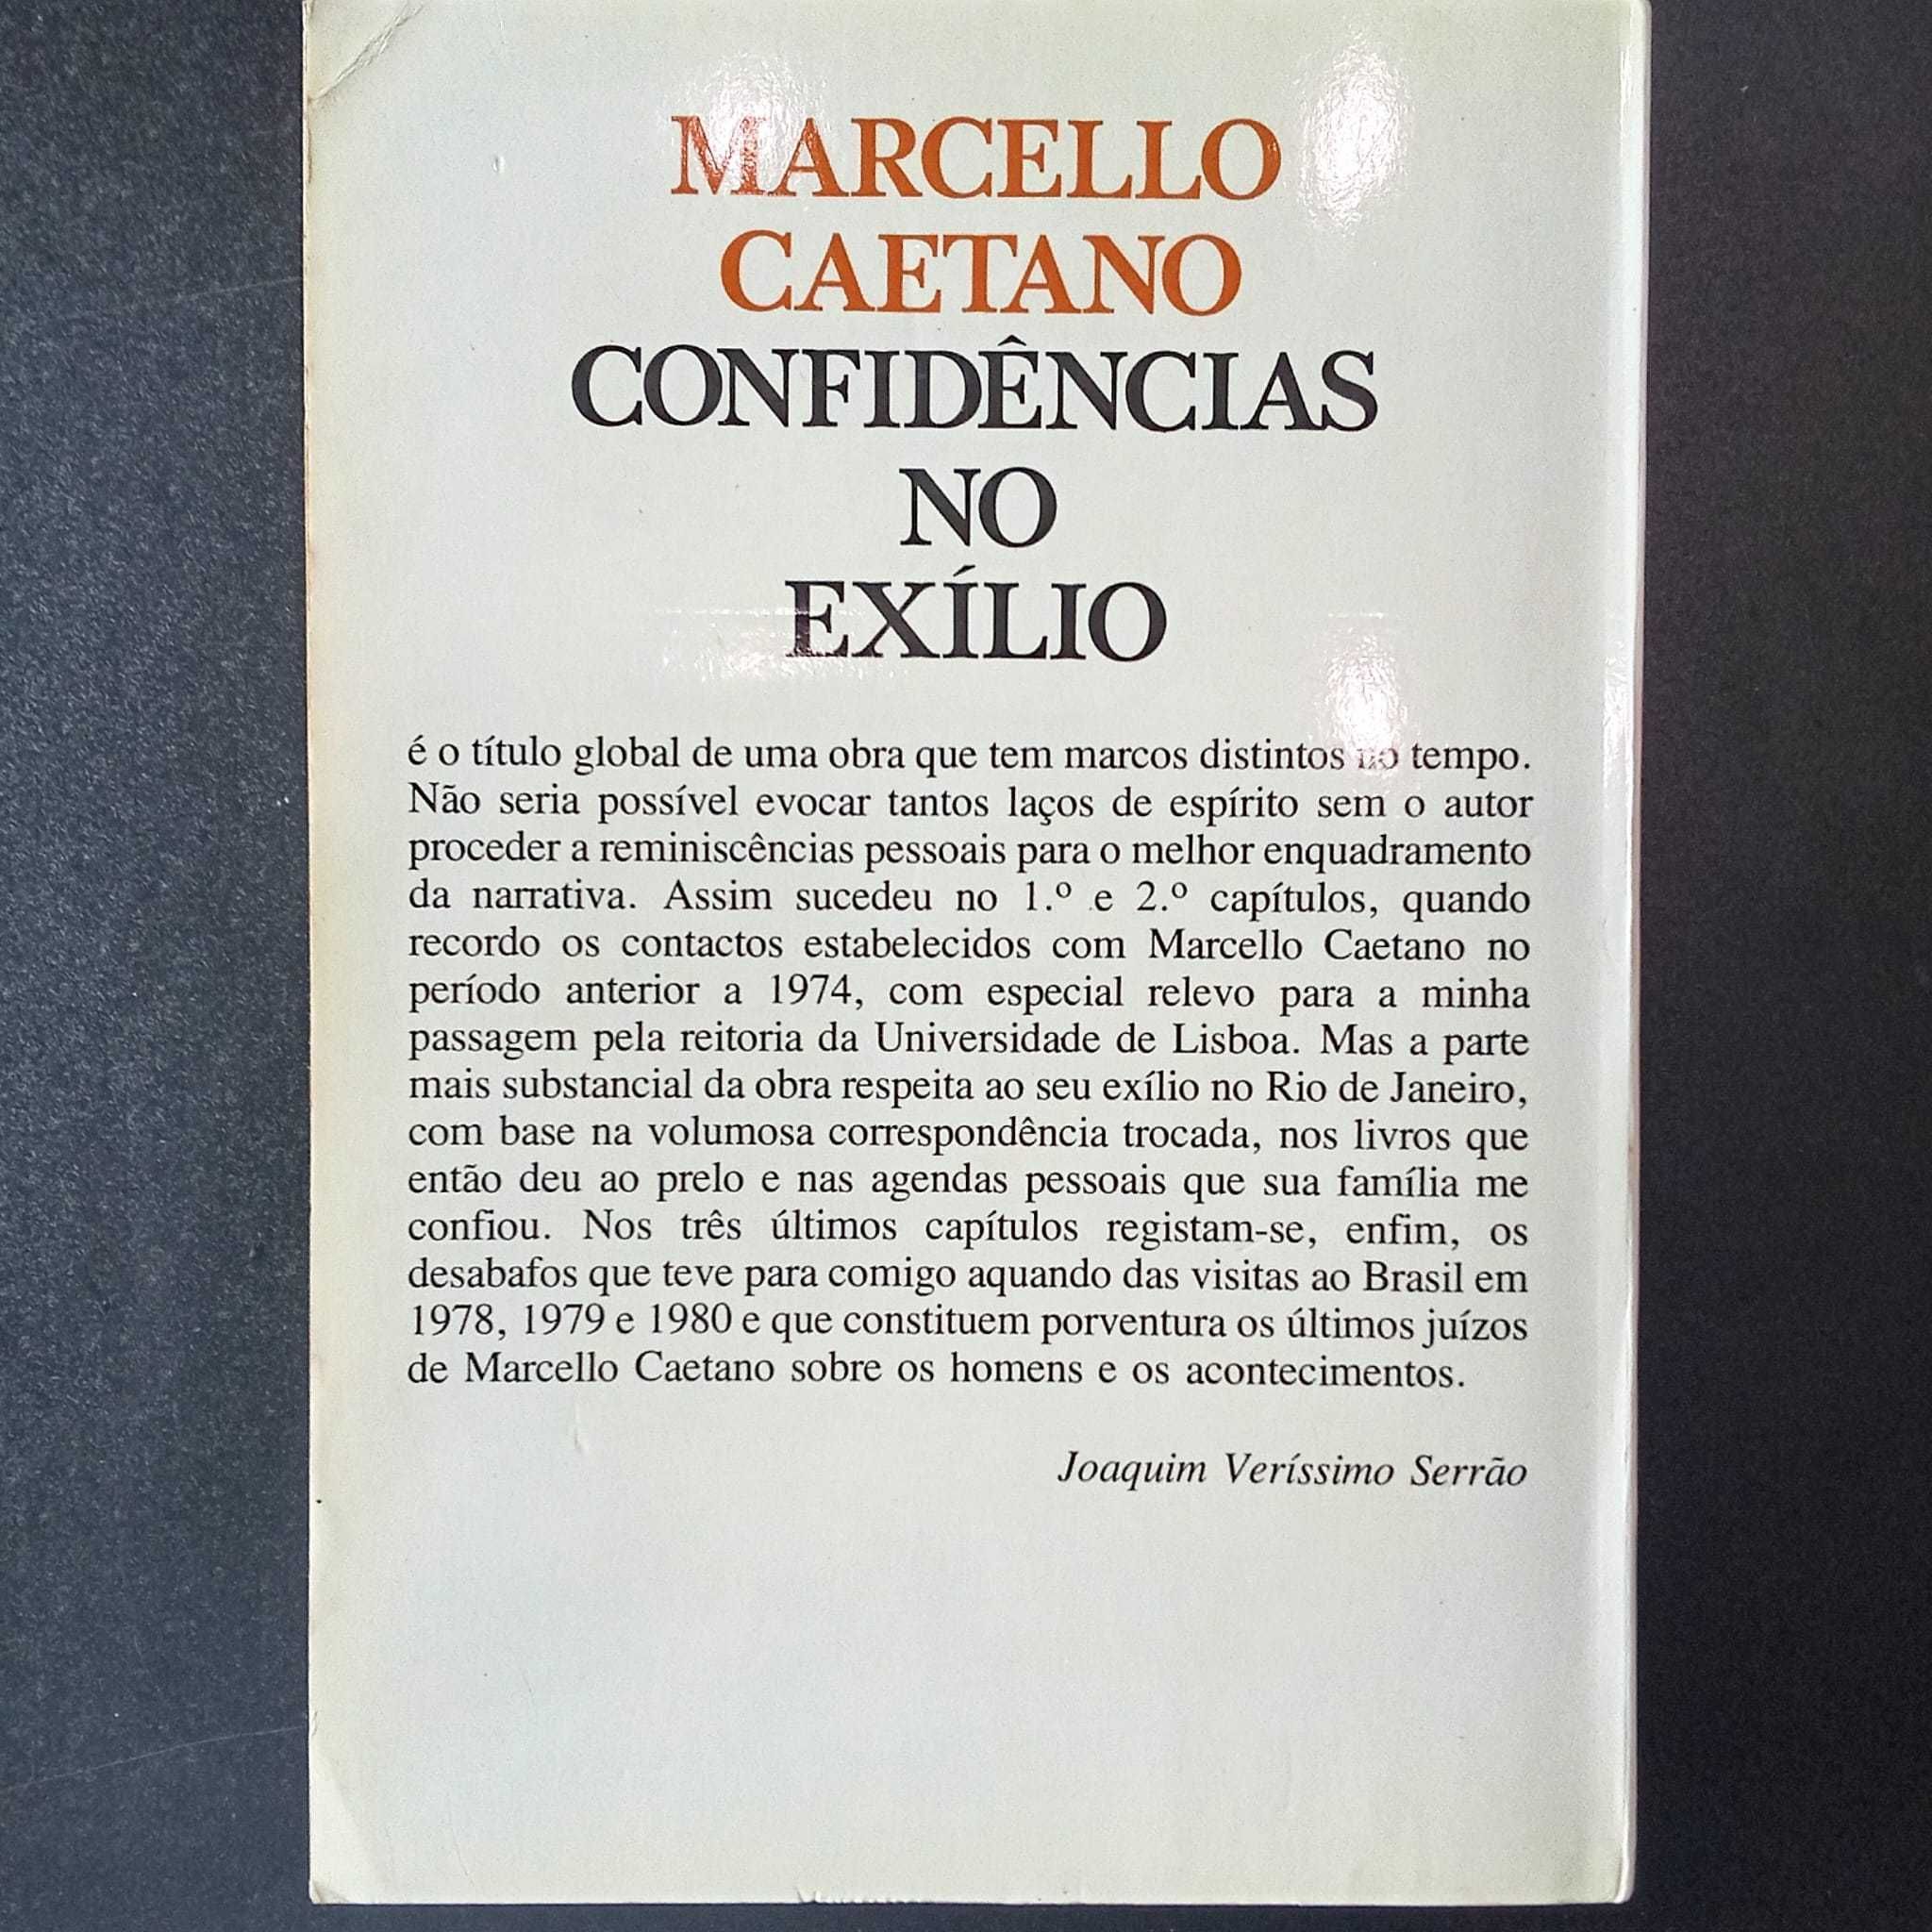 MARCELLO
CAETANO
CONFIDÊNCIAS
NO
EXÍLIO
é o título global de uma obra que tem marcos distintos no tempo.
Não seria possível evocar tantos laços de espírito sem o autor
proceder a reminiscências pessoais para o melhor enquadramento
da narrativa. Assim sucedeu no 1.º e 2.º capítulos, quando
recordo os contactos estabelecidos com Marcello Caetano no
período anterior a 1974, com especial relevo para a minha
passagem pela reitoria da Universidade de Lisboa. Mas a parte
mais substancial da obra respeita ao seu exílio no Rio de Janeiro,
com base na volumosa correspondência trocada, nos livros que
então deu ao prelo e nas agendas pessoais que sua família me
confiou. Nos três últimos capítulos registam-se, enfim, os
desabafos que teve para comigo aquando das visitas ao Brasil em
1978, 1979 e 1980 e que constituem porventura os últimos juízos
de Marcello Caetano sobre os homens e os acontecimentos.
Joaquim Veríssimo Serrão